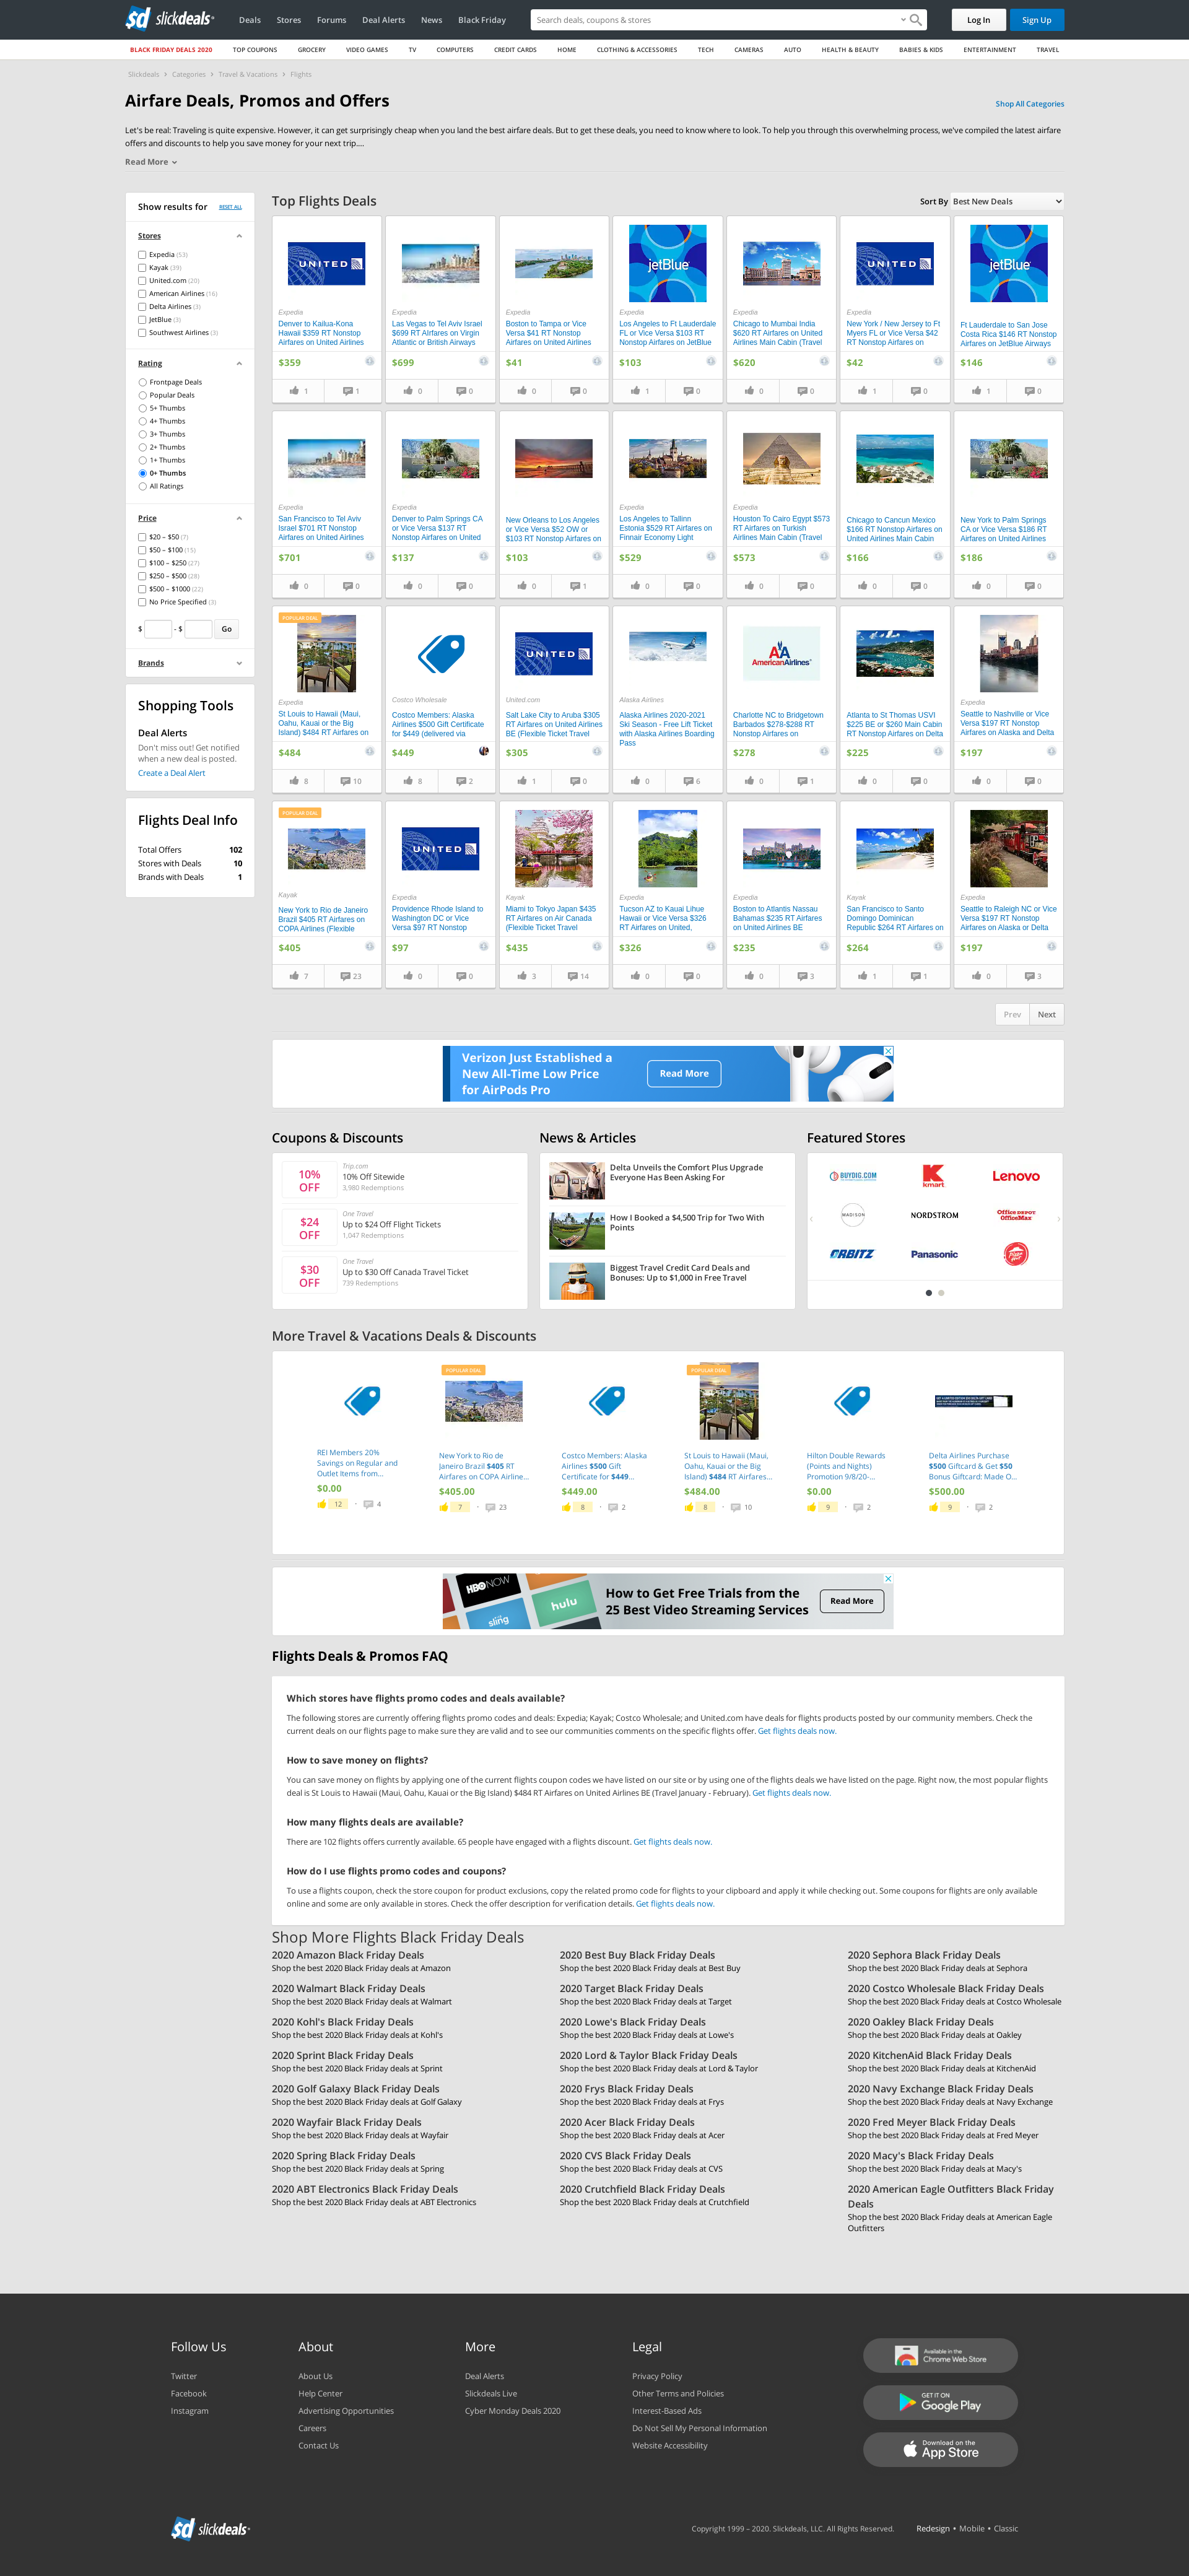 slickdeals
Deals
Stores
Forums
Deal Alerts
News
Black Friday
Search deals, coupons & stores
Log In
Sign Up
BLACK FRIDAY DEALS 2020
TOP COUPONS
GROCERY
VIDEO GAMES
TV
COMPUTERS
CREDIT CARDS
HOME
CLOTHING & ACCESSORIES
TECH
CAMERAS
AUTO
HEALTH & BEAUTY
BABIES & KIDS
ENTERTAINMENT
TRAVEL
Slickdeals › Categories › Travel & Vacations › Flights
Airfare Deals, Promos and Offers
Shop All Categories
Let's be real: Traveling is quite expensive. However, it can get surprisingly cheap when you land the best airfare deals. But to get these deals, you need to know where to look. To help you through this overwhelming process, we've compiled the latest airfare
offers and discounts to help you save money for your next trip....
Read More
Show results for
RESET ALL
Stores
Expedia (53)
Kayak (39)
United.com (20)
American Airlines (16)
Delta Airlines (3)
JetBlue (3)
Southwest Airlines (3)
Rating
Frontpage Deals
Popular Deals
5+ Thumbs
4+ Thumbs
3+ Thumbs
2+ Thumbs
1+ Thumbs
0+ Thumbs
All Ratings
Price
$20 – $50 (7)
$50 – $100 (15)
$100 – $250 (27)
$250 – $500 (28)
$500 – $1000 (22)
No Price Specified (3)
$ - $ Go
Brands
Shopping Tools
Deal Alerts
Don't miss out! Get notified
when a new deal is posted.
Create a Deal Alert
Flights Deal Info
Total Offers 102
Stores with Deals 10
Brands with Deals 1
Top Flights Deals
Sort By Best New Deals
UNITED
Expedia
Denver to Kailua-Kona
Hawaii $359 RT Nonstop
Airfares on United Airlines
$359
1 1
Expedia
Las Vegas to Tel Aviv Israel
$699 RT AIrfares on Virgin
Atlantic or British Airways
$699
0 0
Expedia
Boston to Tampa or Vice
Versa $41 RT Nonstop
Airfares on United Airlines
$41
0 0
jetBlue
Expedia
Los Angeles to Ft Lauderdale
FL or Vice Versa $103 RT
Nonstop Airfares on JetBlue
$103
1 0
Expedia
Chicago to Mumbai India
$620 RT Airfares on United
Airlines Main Cabin (Travel
$620
0 0
UNITED
Expedia
New York / New Jersey to Ft
Myers FL or Vice Versa $42
RT Nonstop Airfares on
$42
1 0
jetBlue
Ft Lauderdale to San Jose
Costa Rica $146 RT Nonstop
Airfares on JetBlue Airways
$146
1 0
Expedia
San Francisco to Tel Aviv
Israel $701 RT Nonstop
Airfares on United Airlines
$701
0 0
Expedia
Denver to Palm Springs CA
or Vice Versa $137 RT
Nonstop Airfares on United
$137
0 0
New Orleans to Los Angeles
or Vice Versa $52 OW or
$103 RT Nonstop Airfares on
$103
0 1
Expedia
Los Angeles to Tallinn
Estonia $529 RT Airfares on
Finnair Economy Light
$529
0 0
Expedia
Houston To Cairo Egypt $573
RT Airfares on Turkish
Airlines Main Cabin (Travel
$573
0 0
Chicago to Cancun Mexico
$166 RT Nonstop Airfares on
United Airlines Main Cabin
$166
0 0
New York to Palm Springs
CA or Vice Versa $186 RT
Airfares on United Airlines
$186
0 0
POPULAR DEAL
Expedia
St Louis to Hawaii (Maui,
Oahu, Kauai or the Big
Island) $484 RT Airfares on
$484
8 10
Costco Wholesale
Costco Members: Alaska
Airlines $500 Gift Certificate
for $449 (delivered via
$449
8 2
UNITED
United.com
Salt Lake City to Aruba $305
RT Airfares on United Airlines
BE (Flexible Ticket Travel
$305
1 0
Alaska Airlines
Alaska Airlines 2020-2021
Ski Season - Free Lift Ticket
with Alaska Airlines Boarding
Pass
0 6
AA
AmericanAirlines
Charlotte NC to Bridgetown
Barbados $278-$288 RT
Nonstop Airfares on
$278
0 1
Atlanta to St Thomas USVI
$225 BE or $260 Main Cabin
RT Nonstop Airfares on Delta
$225
0 0
Expedia
Seattle to Nashville or Vice
Versa $197 RT Nonstop
Airfares on Alaska and Delta
$197
0 0
POPULAR DEAL
Kayak
New York to Rio de Janeiro
Brazil $405 RT Airfares on
COPA Airlines (Flexible
$405
7 23
UNITED
Expedia
Providence Rhode Island to
Washington DC or Vice
Versa $97 RT Nonstop
$97
0 0
Kayak
Miami to Tokyo Japan $435
RT Airfares on Air Canada
(Flexible Ticket Travel
$435
3 14
Expedia
Tucson AZ to Kauai Lihue
Hawaii or Vice Versa $326
RT Airfares on United,
$326
0 0
Expedia
Boston to Atlantis Nassau
Bahamas $235 RT Airfares
on United Airlines BE
$235
0 3
Kayak
San Francisco to Santo
Domingo Dominican
Republic $264 RT Airfares on
$264
1 1
Expedia
Seattle to Raleigh NC or Vice
Versa $197 RT Nonstop
Airfares on Alaska or Delta
$197
0 3
Prev Next
Verizon Just Established a
New All-Time Low Price
for AirPods Pro
Read More
Coupons & Discounts
10%
OFF
Trip.com
10% Off Sitewide
3,980 Redemptions
$24
OFF
One Travel
Up to $24 Off Flight Tickets
1,047 Redemptions
$30
OFF
One Travel
Up to $30 Off Canada Travel Ticket
739 Redemptions
News & Articles
Delta Unveils the Comfort Plus Upgrade
Everyone Has Been Asking For
How I Booked a $4,500 Trip for Two With
Points
Biggest Travel Credit Card Deals and
Bonuses: Up to $1,000 in Free Travel
Featured Stores
BUYDIG.COM
Kmart
Lenovo
MADISON
NORDSTROM
Office DEPOT
OfficeMax
ORBITZ
Panasonic
More Travel & Vacations Deals & Discounts
REI Members 20%
Savings on Regular and
Outlet Items from...
$0.00
12 • 4
POPULAR DEAL
New York to Rio de
Janeiro Brazil $405 RT
Airfares on COPA Airline...
$405.00
7 • 23
Costco Members: Alaska
Airlines $500 Gift
Certificate for $449...
$449.00
8 • 2
POPULAR DEAL
St Louis to Hawaii (Maui,
Oahu, Kauai or the Big
Island) $484 RT Airfares...
$484.00
8 • 10
Hilton Double Rewards
(Points and Nights)
Promotion 9/8/20-...
$0.00
9 • 2
Delta Airlines Purchase
$500 Giftcard & Get $50
Bonus Giftcard: Made O...
$500.00
9 • 2
HBO NOW
sling
hulu
How to Get Free Trials from the
25 Best Video Streaming Services
Read More
Flights Deals & Promos FAQ
Which stores have flights promo codes and deals available?
The following stores are currently offering flights promo codes and deals: Expedia; Kayak; Costco Wholesale; and United.com have deals for flights products posted by our community members. Check the
current deals on our flights page to make sure they are valid and to see our communities comments on the specific flights offer. Get flights deals now.
How to save money on flights?
You can save money on flights by applying one of the current flights coupon codes we have listed on our site or by using one of the flights deals we have listed on the page. Right now, the most popular flights
deal is St Louis to Hawaii (Maui, Oahu, Kauai or the Big Island) $484 RT Airfares on United Airlines BE (Travel January - February). Get flights deals now.
How many flights deals are available?
There are 102 flights offers currently available. 65 people have engaged with a flights discount. Get flights deals now.
How do I use flights promo codes and coupons?
To use a flights coupon, check the store coupon for product exclusions, copy the related promo code for flights to your clipboard and apply it while checking out. Some coupons for flights are only available
online and some are only available in stores. Check the offer description for verification details. Get flights deals now.
Shop More Flights Black Friday Deals
2020 Amazon Black Friday Deals
Shop the best 2020 Black Friday deals at Amazon
2020 Best Buy Black Friday Deals
Shop the best 2020 Black Friday deals at Best Buy
2020 Sephora Black Friday Deals
Shop the best 2020 Black Friday deals at Sephora
2020 Walmart Black Friday Deals
Shop the best 2020 Black Friday deals at Walmart
2020 Target Black Friday Deals
Shop the best 2020 Black Friday deals at Target
2020 Costco Wholesale Black Friday Deals
Shop the best 2020 Black Friday deals at Costco Wholesale
2020 Kohl's Black Friday Deals
Shop the best 2020 Black Friday deals at Kohl's
2020 Lowe's Black Friday Deals
Shop the best 2020 Black Friday deals at Lowe's
2020 Oakley Black Friday Deals
Shop the best 2020 Black Friday deals at Oakley
2020 Sprint Black Friday Deals
Shop the best 2020 Black Friday deals at Sprint
2020 Lord & Taylor Black Friday Deals
Shop the best 2020 Black Friday deals at Lord & Taylor
2020 KitchenAid Black Friday Deals
Shop the best 2020 Black Friday deals at KitchenAid
2020 Golf Galaxy Black Friday Deals
Shop the best 2020 Black Friday deals at Golf Galaxy
2020 Frys Black Friday Deals
Shop the best 2020 Black Friday deals at Frys
2020 Navy Exchange Black Friday Deals
Shop the best 2020 Black Friday deals at Navy Exchange
2020 Wayfair Black Friday Deals
Shop the best 2020 Black Friday deals at Wayfair
2020 Acer Black Friday Deals
Shop the best 2020 Black Friday deals at Acer
2020 Fred Meyer Black Friday Deals
Shop the best 2020 Black Friday deals at Fred Meyer
2020 Spring Black Friday Deals
Shop the best 2020 Black Friday deals at Spring
2020 CVS Black Friday Deals
Shop the best 2020 Black Friday deals at CVS
2020 Macy's Black Friday Deals
Shop the best 2020 Black Friday deals at Macy's
2020 ABT Electronics Black Friday Deals
Shop the best 2020 Black Friday deals at ABT Electronics
2020 Crutchfield Black Friday Deals
Shop the best 2020 Black Friday deals at Crutchfield
2020 American Eagle Outfitters Black Friday
Deals
Shop the best 2020 Black Friday deals at American Eagle
Outfitters
Follow Us
Twitter
Facebook
Instagram
About
About Us
Help Center
Advertising Opportunities
Careers
Contact Us
More
Deal Alerts
Slickdeals Live
Cyber Monday Deals 2020
Legal
Privacy Policy
Other Terms and Policies
Interest-Based Ads
Do Not Sell My Personal Information
Website Accessibility
Available in the
Chrome Web Store
GET IT ON
Google Play
Download on the
App Store
sd slickdeals
Copyright 1999 – 2020. Slickdeals, LLC. All Rights Reserved.
Redesign • Mobile • Classic